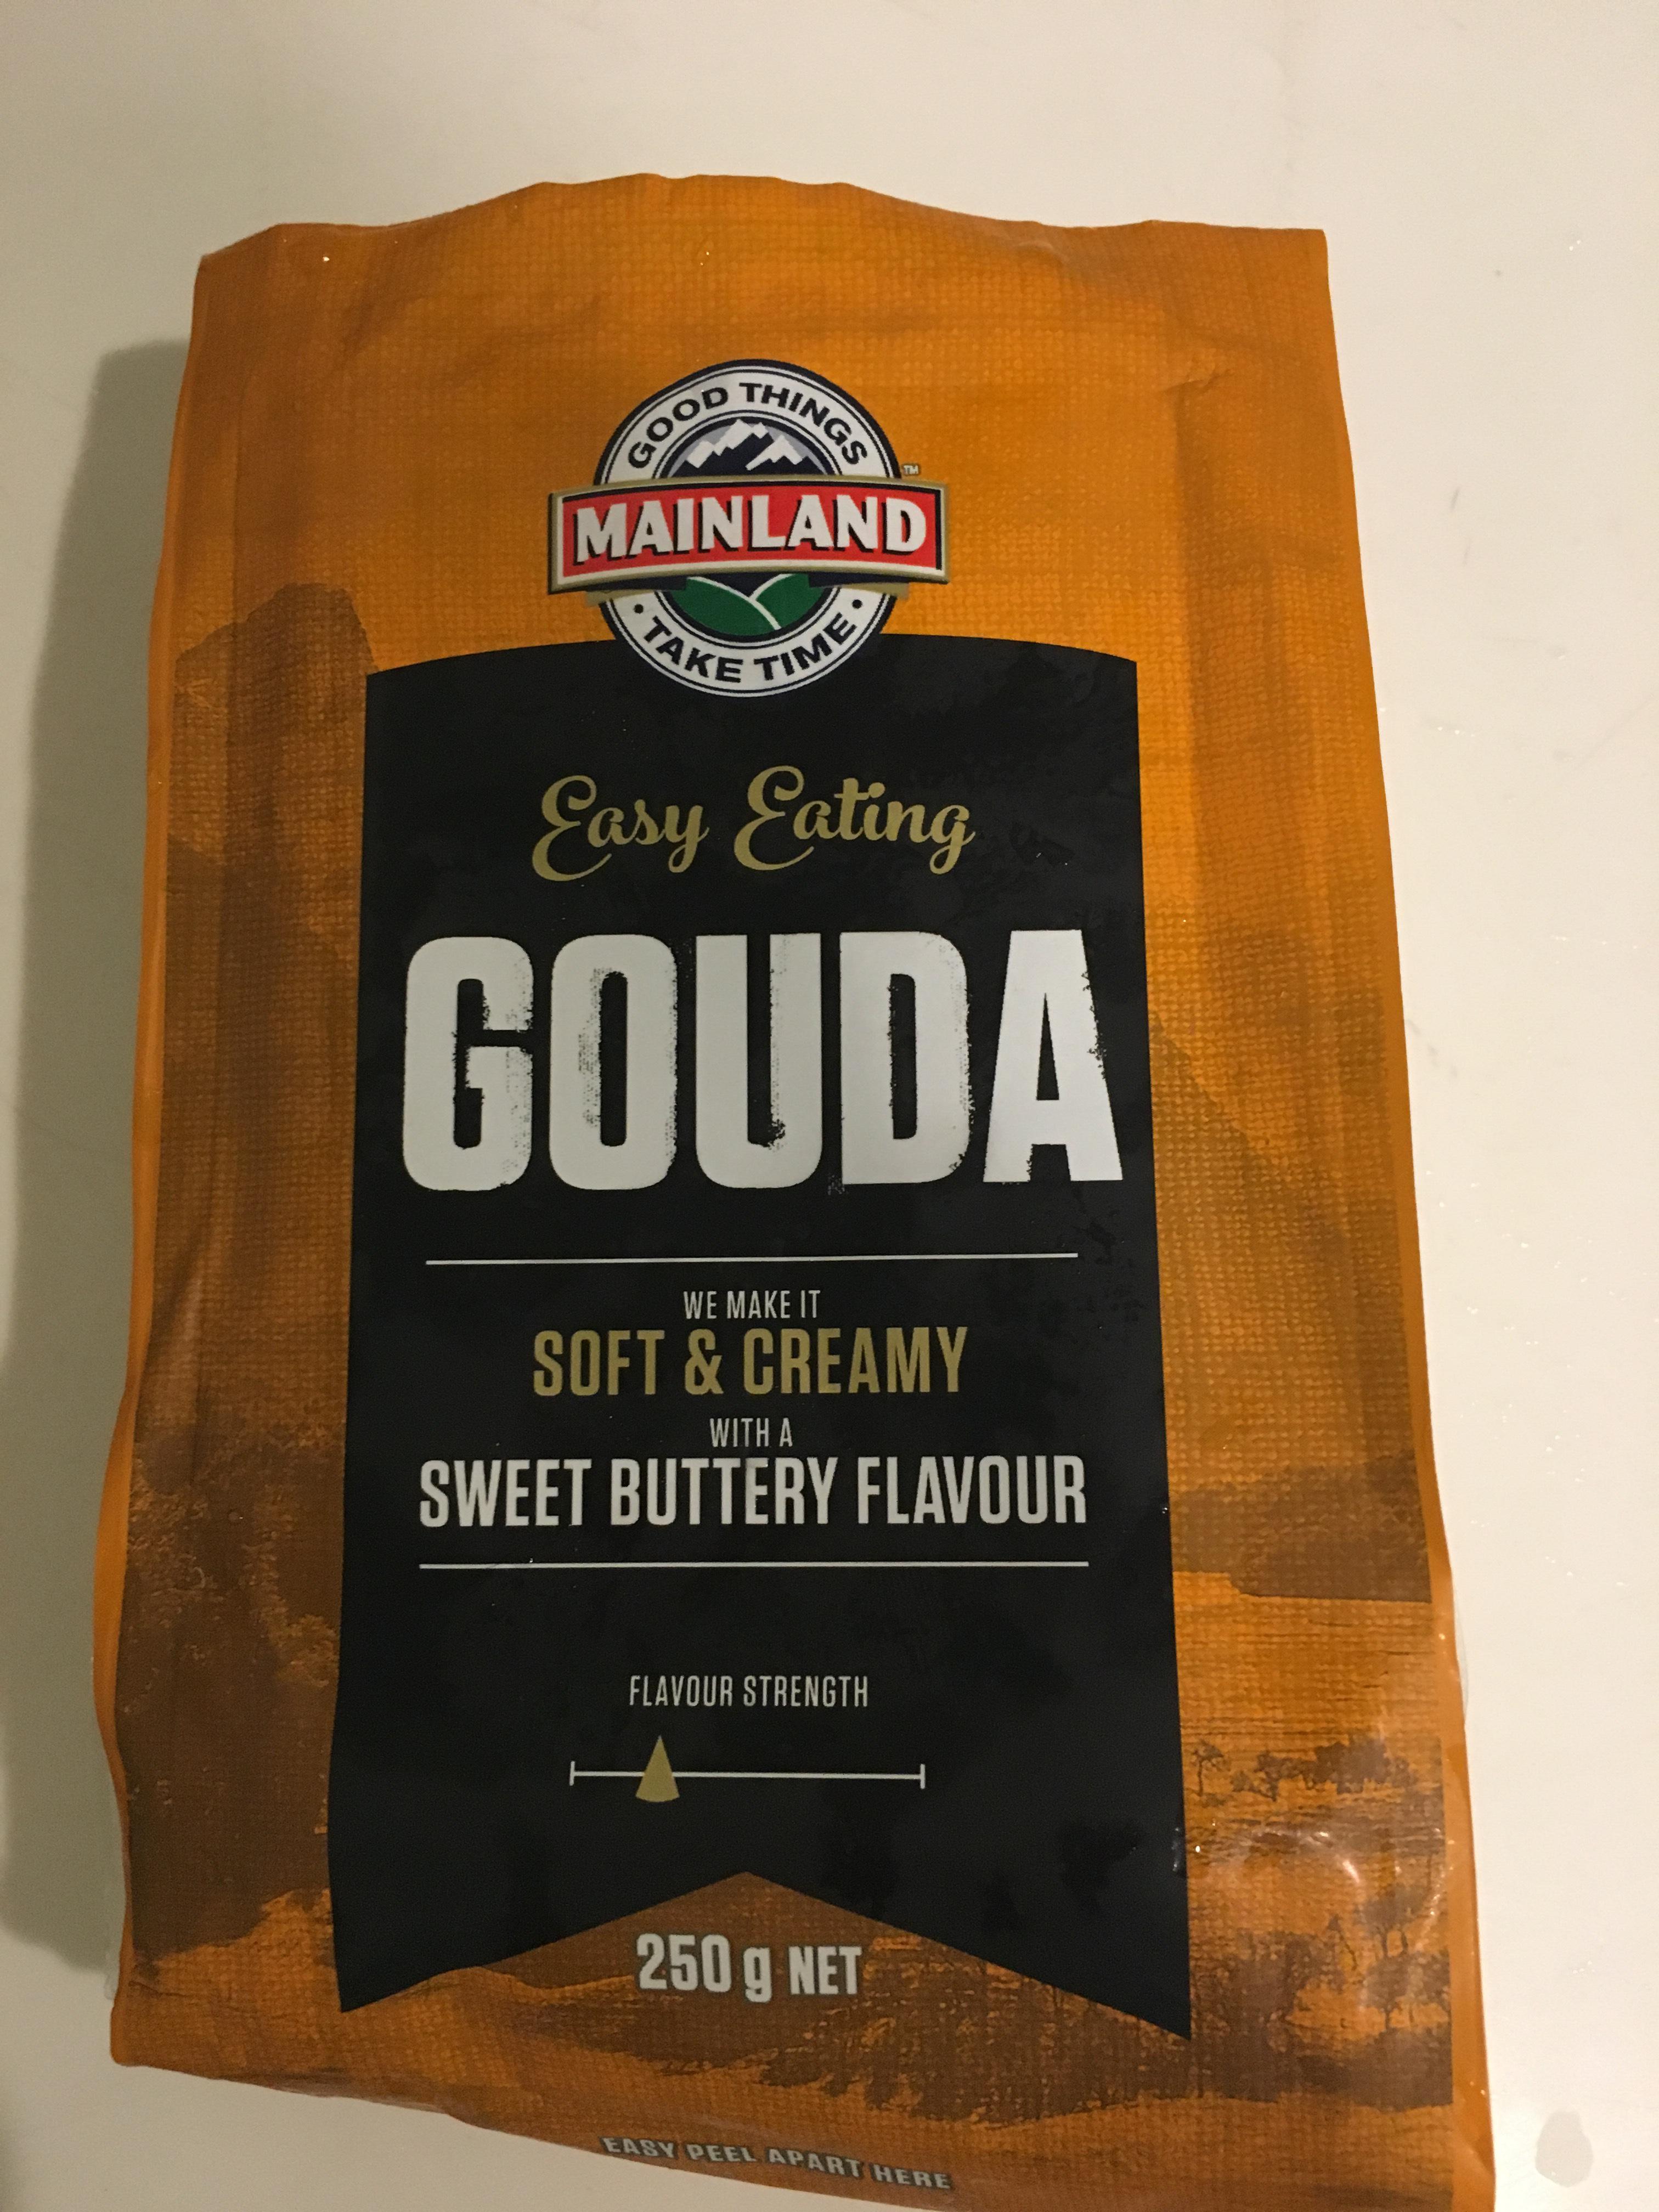 GOOD THINGS
MAINLAND
TM
• TAKE TIME •
Easy Eating
GOUDA
WE MAKE IT
SOFT & CREAMY
WITH A
SWEET BUTTERY FLAVOUR
FLAVOUR STRENGTH
250 g NET
EASY PEEL APART HERE